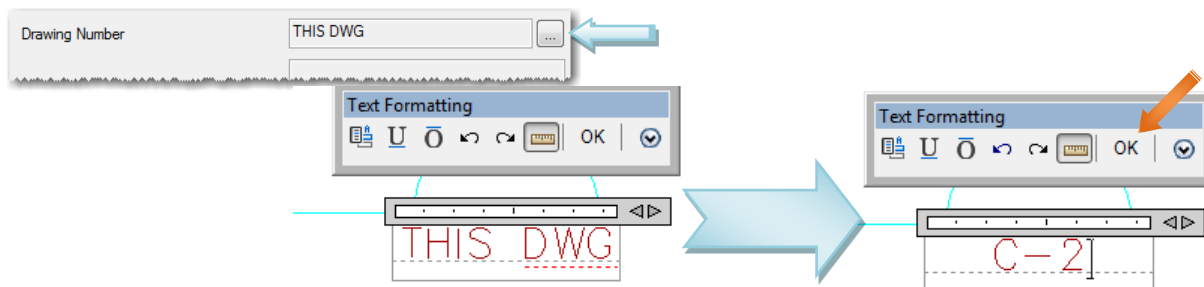 Drawing Number
THIS DWG
...
Text Formatting
U O OK
THIS DWG
Text Formatting
U O OK
C-2